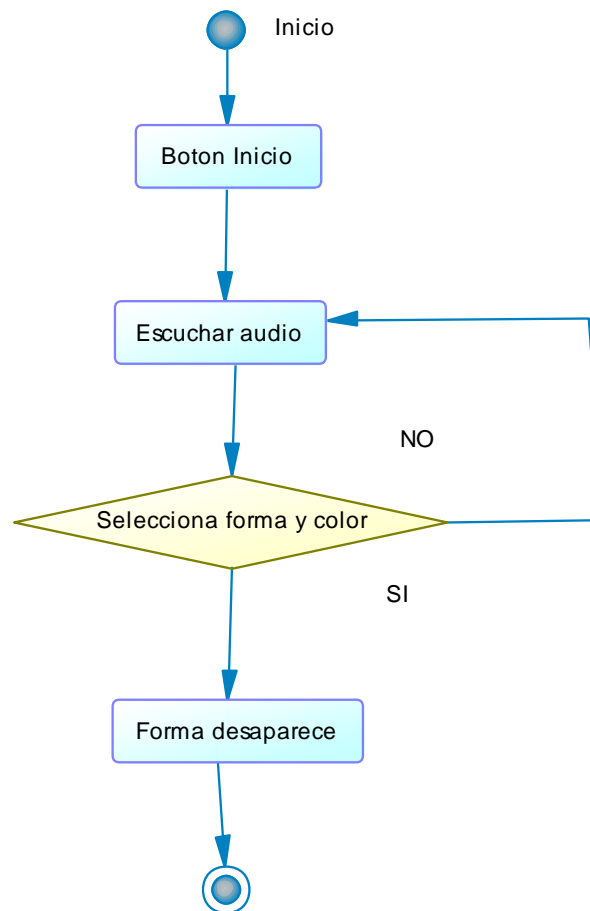 Inicio
Boton Inicio
Escuchar audio
NO
Selecciona forma y color
SI
Forma desaparece